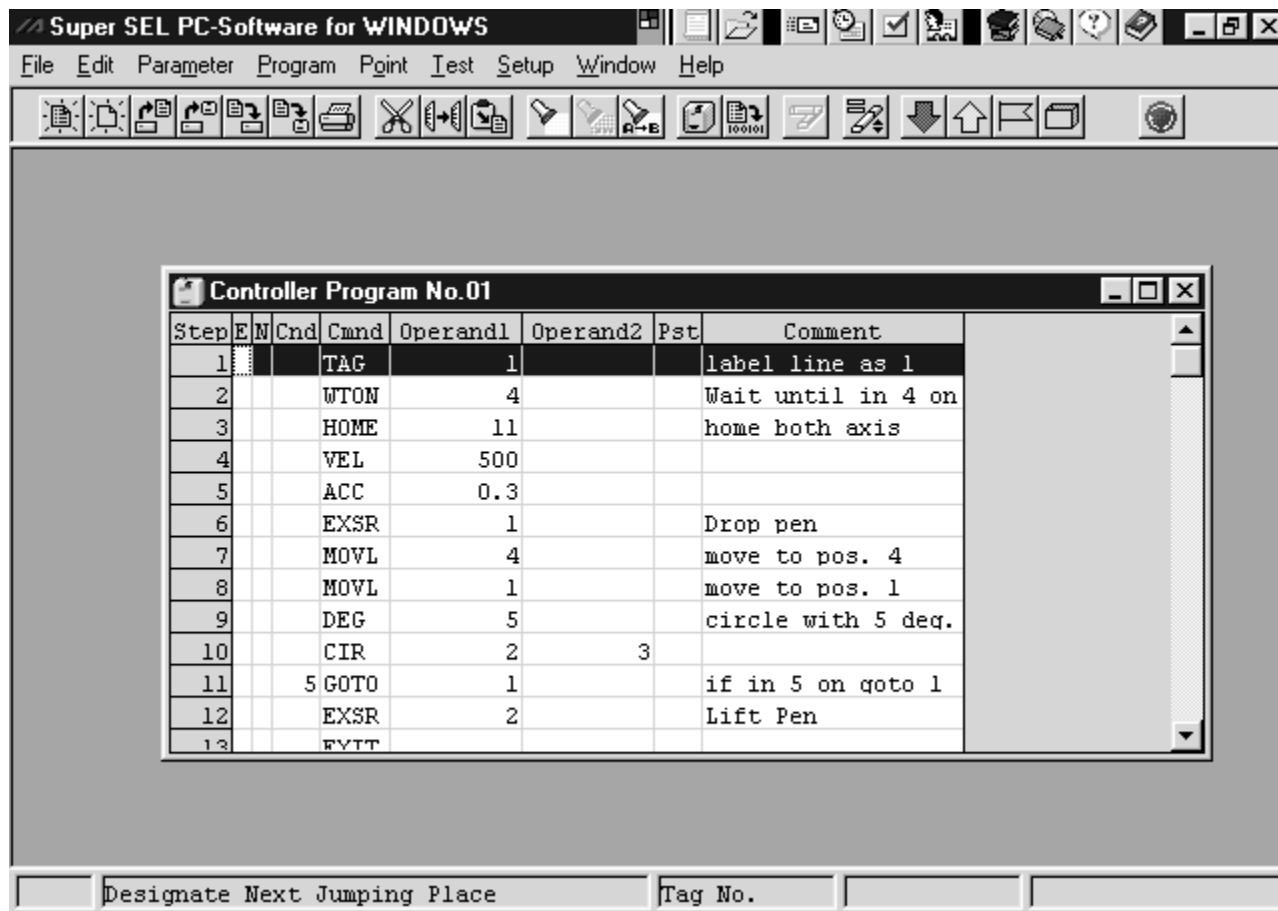 Super SEL PC-Software for WINDOWS
File Edit Parameter Program Point Test Setup Window Help
A→B
10101
Controller Program No.01
Step E N Cnd Cmnd Operand1 Operand2 Pst Comment
1 TAG 1 label line as 1
2 WTON 4 Wait until in 4 on
3 HOME 11 home both axis
4 VEL 500
5 ACC 0.3
6 EXSR 1 Drop pen
7 MOVL 4 move to pos. 4
8 MOVL 1 move to pos. 1
9 DEG 5 circle with 5 deg.
10 CIR 2 3
11 5 GOTO 1 if in 5 on goto 1
12 EXSR 2 Lift Pen
13 EXIT
Designate Next Jumping Place Tag No.